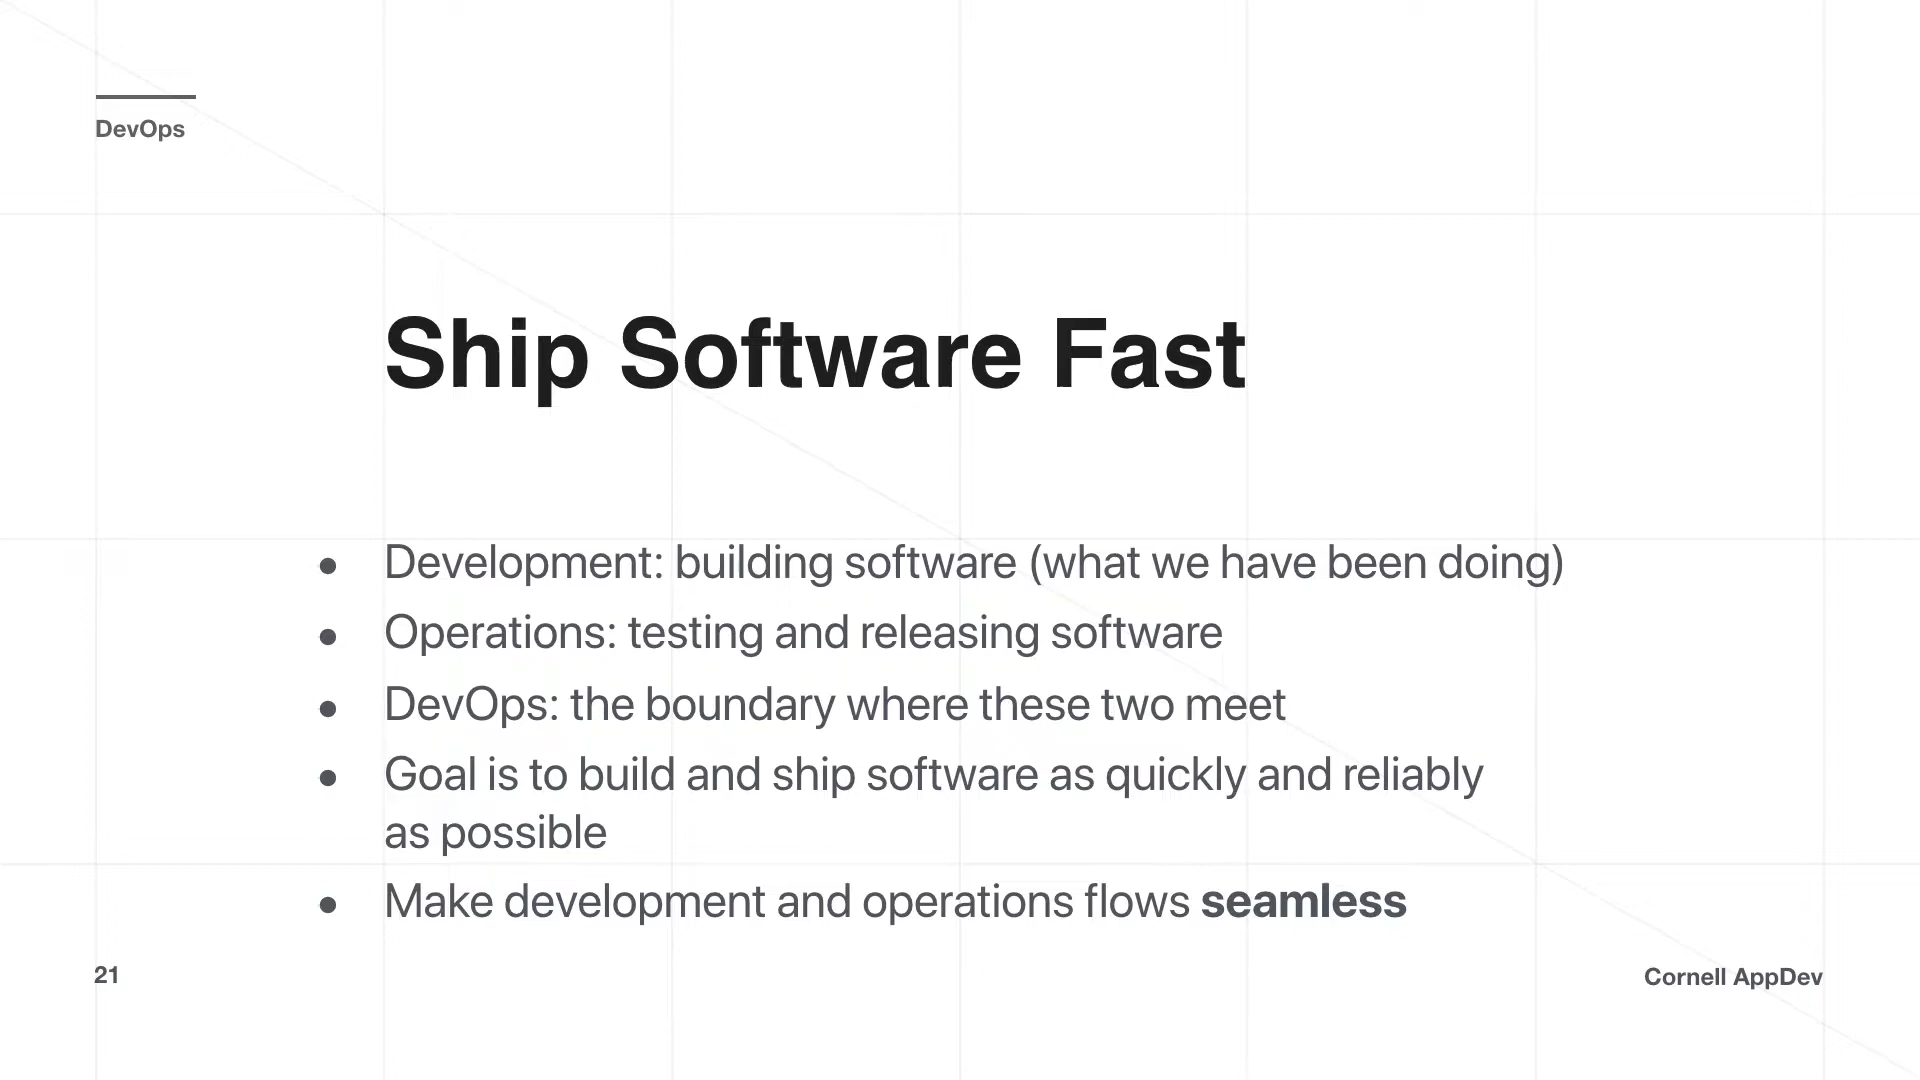 DevOps
Ship Software Fast
● Development: building software (what we have been doing)
● Operations: testing and releasing software
● DevOps: the boundary where these two meet
● Goal is to build and ship software as quickly and reliably
as possible
● Make development and operations flows seamless
21
Cornell AppDev